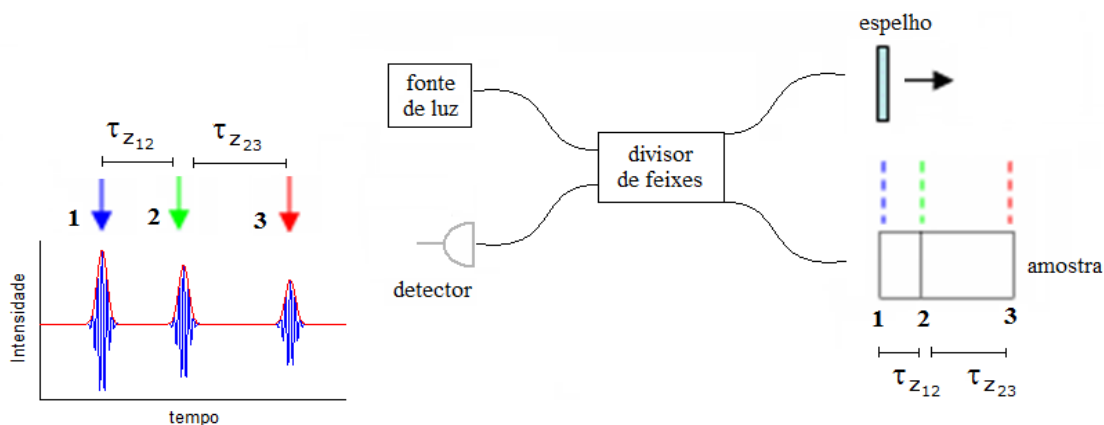 τz12 τz23
1 2 3
Intensidade
tempo
fonte
de luz
detector
divisor
de feixes
espelho
amostra
1 2 3
τz12 τz23